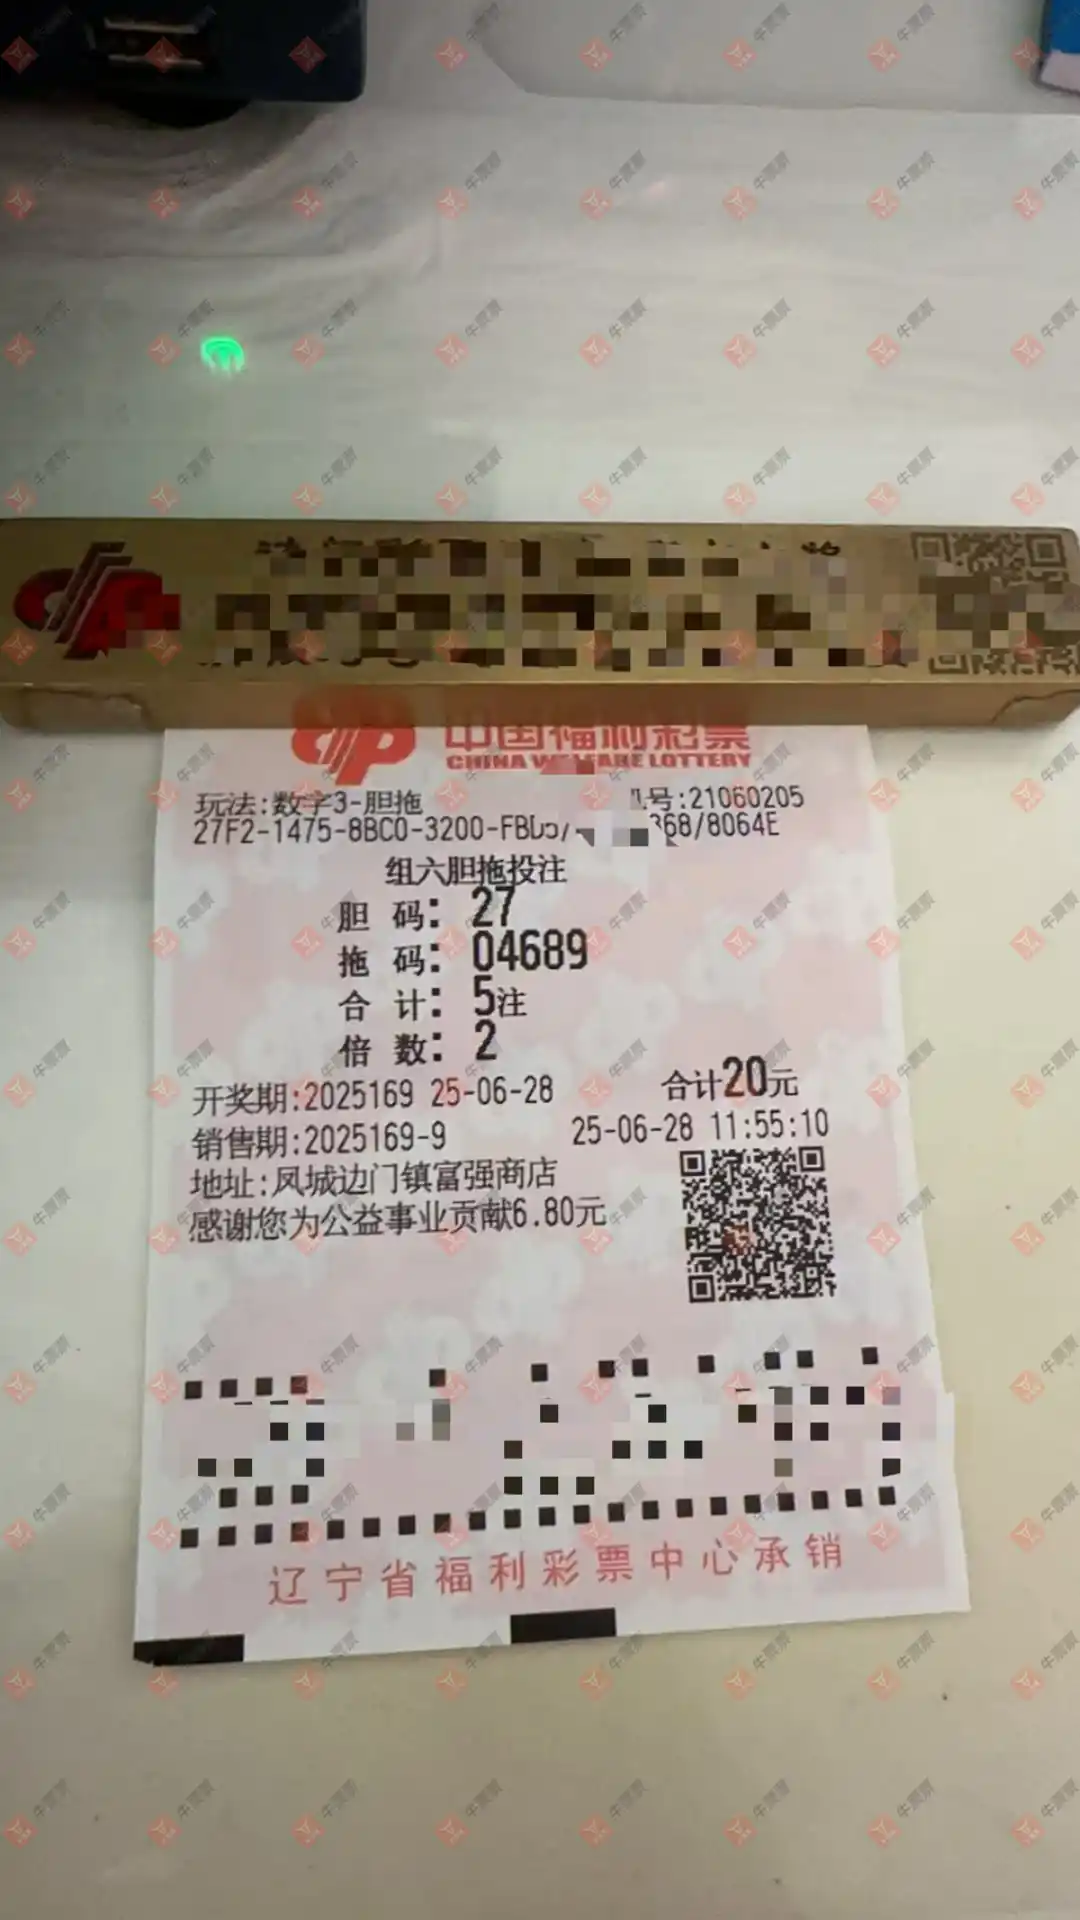 中国福利彩票
CHINA WELFARE LOTTERY
玩法:数字3-胆拖
号:21060205
27F2-1475-8BC0-3200-
368/8064E
组六胆拖投注
胆 码: 27
拖 码: 04689
合 计: 5注
倍 数: 2
开奖期:2025169 25-06-28
合计20元
销售期:2025169-9
25-06-28 11:55:10
地址:凤城边门镇富强商店
感谢您为公益事业贡献6.80元
辽宁省福利彩票中心承销
牛票票